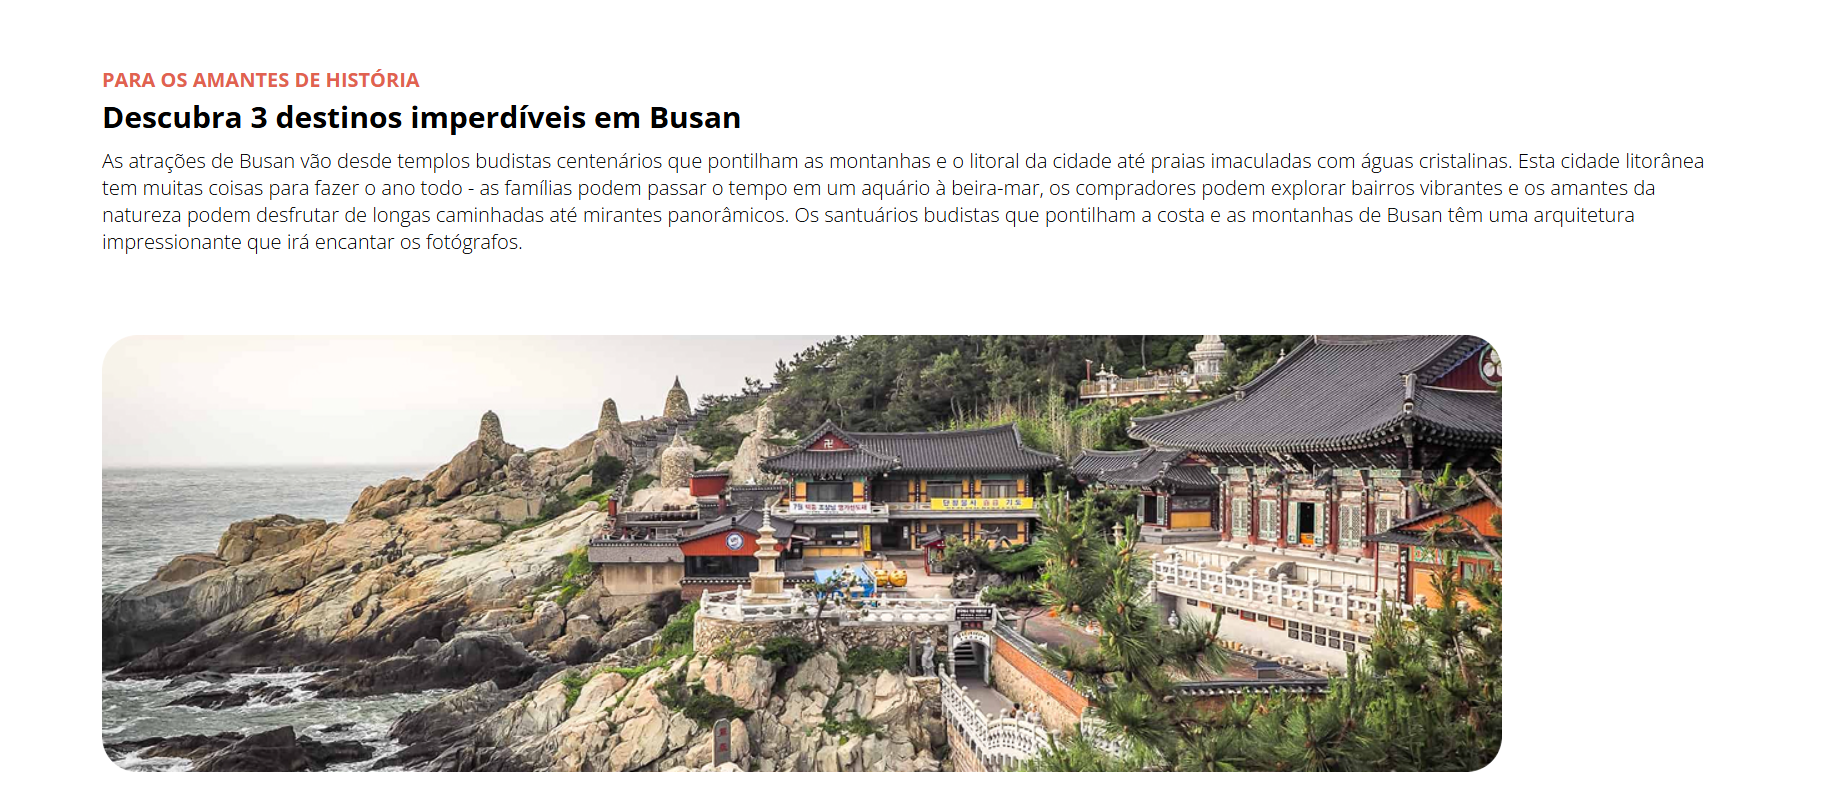 PARA OS AMANTES DE HISTÓRIA
Descubra 3 destinos imperdíveis em Busan
As atrações de Busan vão desde templos budistas centenários que pontilham as montanhas e o litoral da cidade até praias imaculadas com águas cristalinas. Esta cidade litorânea
tem muitas coisas para fazer o ano todo - as famílias podem passar o tempo em um aquário à beira-mar, os compradores podem explorar bairros vibrantes e os amantes da
natureza podem desfrutar de longas caminhadas até mirantes panorâmicos. Os santuários budistas que pontilham a costa e as montanhas de Busan têm uma arquitetura
impressionante que irá encantar os fotógrafos.